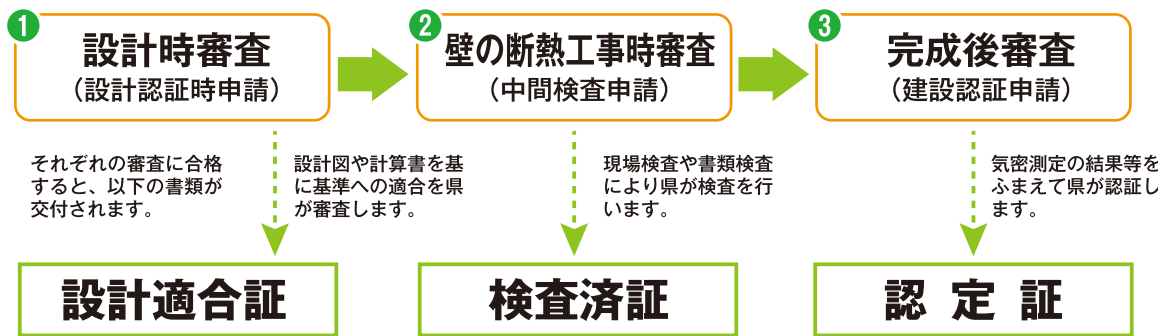 1
設計時審査
(設計認証時申請)
2
壁の断熱工事時審査
(中間検査申請)
3
完成後審査
(建設認証申請)
それぞれの審査に合格
すると、以下の書類が
交付されます。
設計図や計算書を基
に基準への適合を県
が審査します。
現場検査や書類検査
により県が検査を行
います。
気密測定の結果等を
ふまえて県が認証し
ます。
設計適合証
検査済証
認定証